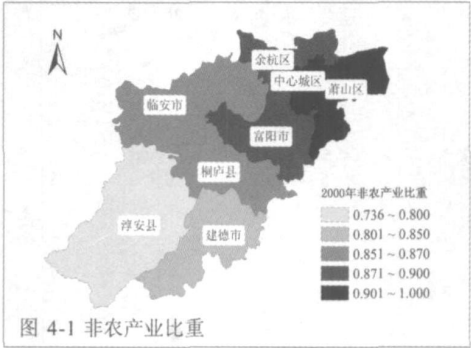 N
余杭区
中心城区
萧山区
临安市
富阳市
桐庐县
淳安县
建德市
2000年非农产业比重
0.736~0.800
0.801~0.850
0.851~0.870
0.871~0.900
0.901~1.000
图 4-1 非农产业比重